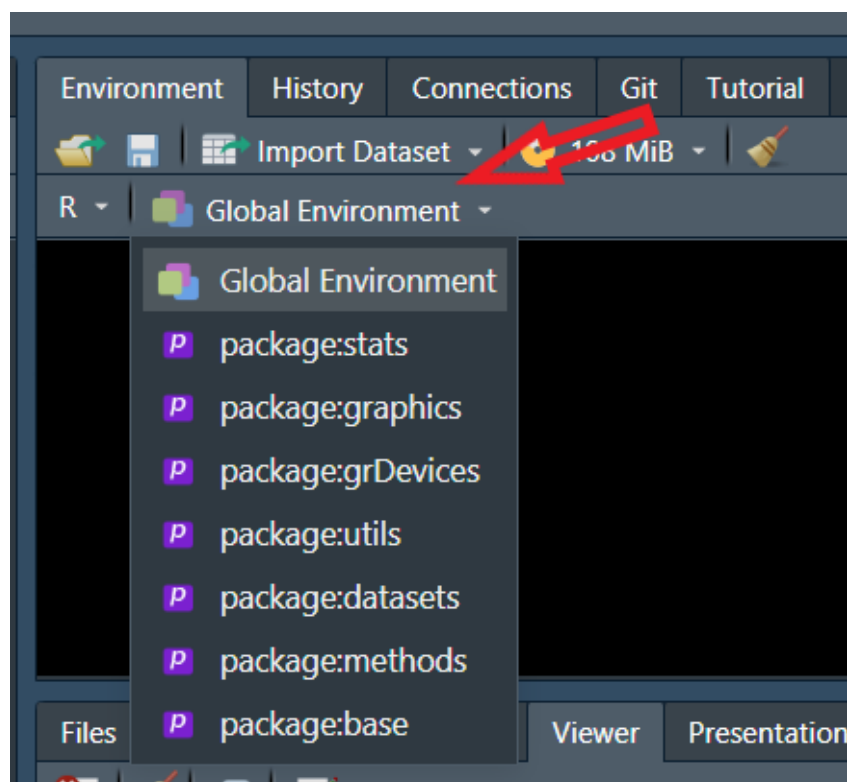 Environment History Connections Git Tutorial
Import Dataset MiB
R Global Environment
Global Environment
package:stats
package:graphics
package:grDevices
package:utils
package:datasets
package:methods
package:base
Files Viewer Presentation